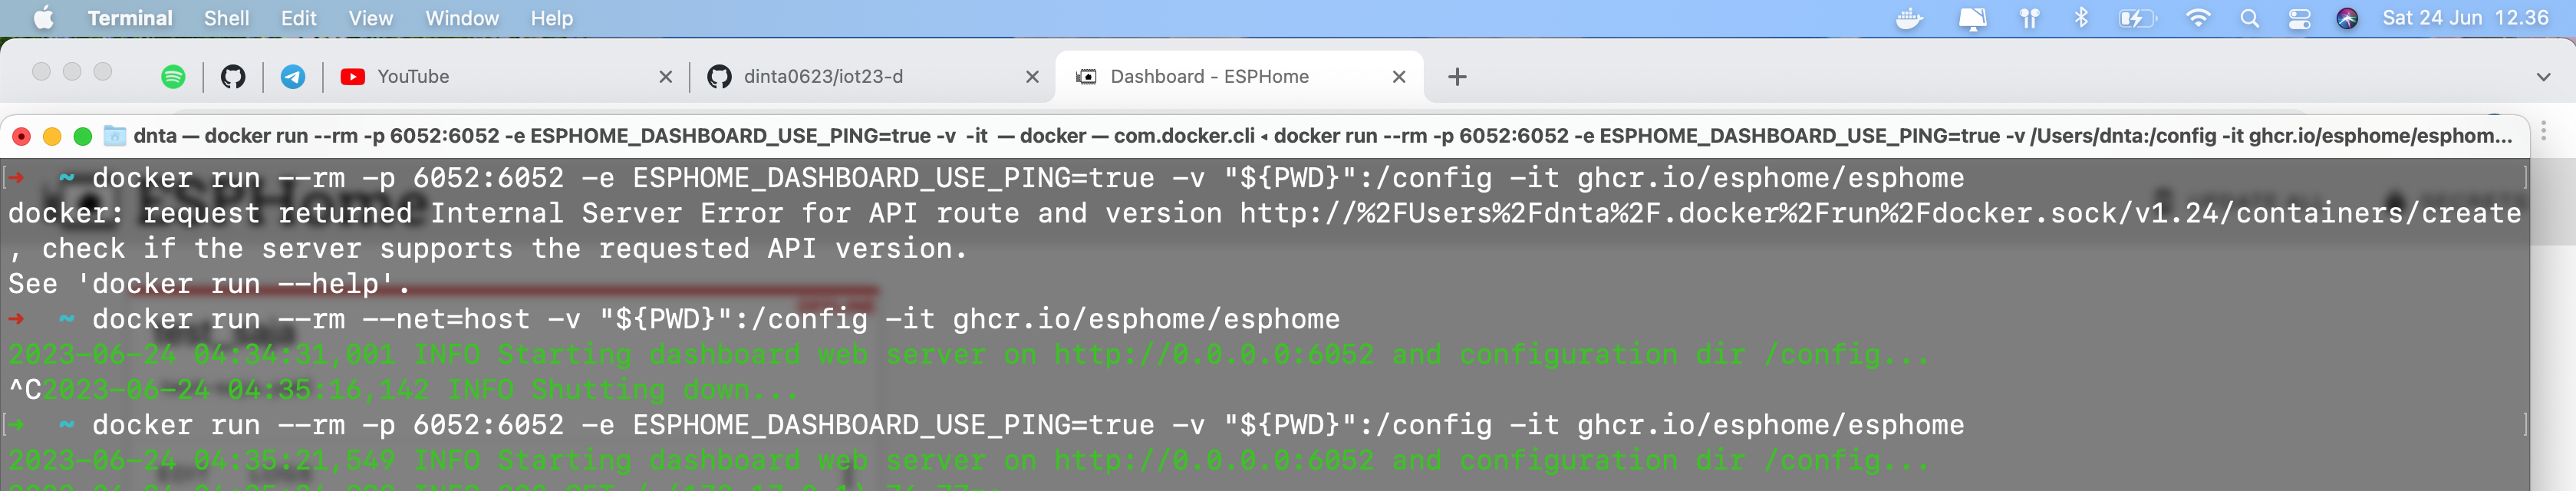 Terminal Shell Edit View Window Help Sat 24 Jun 12.36
YouTube dinta0623/iot23-d Dashboard - ESPHome
dnta — docker run --rm -p 6052:6052 -e ESPHOME_DASHBOARD_USE_PING=true -v -it — docker — com.docker.cli ◂ docker run --rm -p 6052:6052 -e ESPHOME_DASHBOARD_USE_PING=true -v /Users/dnta:/config -it ghcr.io/esphome/esphom...
➜ ~ docker run --rm -p 6052:6052 -e ESPHOME_DASHBOARD_USE_PING=true -v "${PWD}":/config -it ghcr.io/esphome/esphome
docker: request returned Internal Server Error for API route and version http://%2FUsers%2Fdnta%2F.docker%2Frun%2Fdocker.sock/v1.24/containers/create
, check if the server supports the requested API version.
See 'docker run --help'.
➜ ~ docker run --rm --net=host -v "${PWD}":/config -it ghcr.io/esphome/esphome
2023-06-24 04:34:31,001 INFO Starting dashboard web server on http://0.0.0.0:6052 and configuration dir /config...
^C2023-06-24 04:35:16,142 INFO Shutting down...
➜ ~ docker run --rm -p 6052:6052 -e ESPHOME_DASHBOARD_USE_PING=true -v "${PWD}":/config -it ghcr.io/esphome/esphome
2023-06-24 04:35:21,549 INFO Starting dashboard web server on http://0.0.0.0:6052 and configuration dir /config...